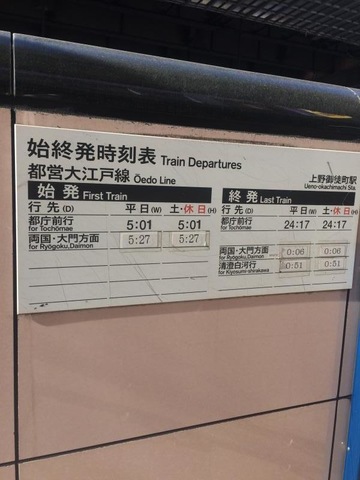 始終発時刻表 Train Departures
都営大江戸線 Ōedo Line 上野御徒町駅
Ueno-okachimachi Sta.
始発 First Train
行先(D) 平日(W) 土・休日(H)
都庁前行 5:01 5:01
for Tochōmae
両国・大門方面 5:27 5:27
for Ryōgoku,Daimon
終発 Last Train
行先(D) 平日(W) 土・休日(H)
都庁前行 24:17 24:17
for Tochōmae
両国・大門方面 0:06 0:06
for Ryōgoku,Daimon
清澄白河行 0:51 0:51
for Kiyosumi-shirakawa